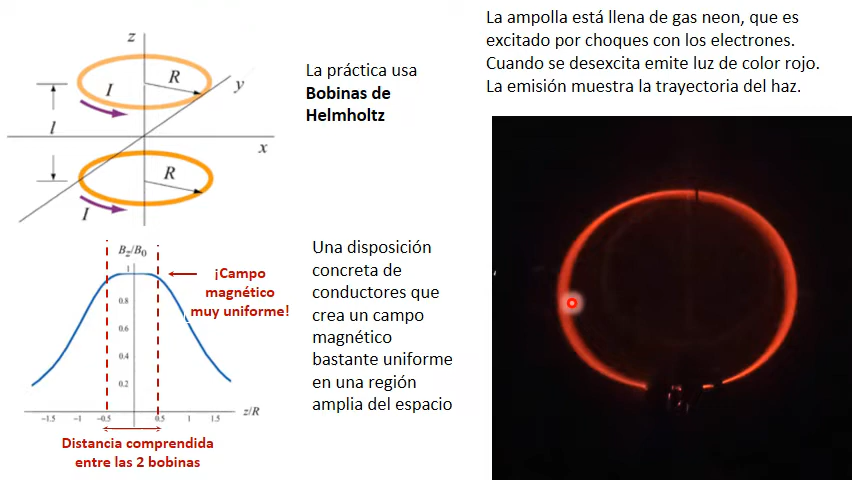 La ampolla está llena de gas neon, que es
excitado por choques con los electrones.
Cuando se desexcita emite luz de color rojo.
La emisión muestra la trayectoria del haz.
z
R
y
I
l
x
R
I
La práctica usa
Bobinas de
Helmholtz
Bz/B0
1
0.8
0.6
0.4
0.2
−1.5
−1
−0.5
0.5
1
1.5
z/R
¡Campo
magnético
muy uniforme!
Distancia comprendida
entre las 2 bobinas
Una disposición
concreta de
conductores que
crea un campo
magnético
bastante uniforme
en una región
amplia del espacio